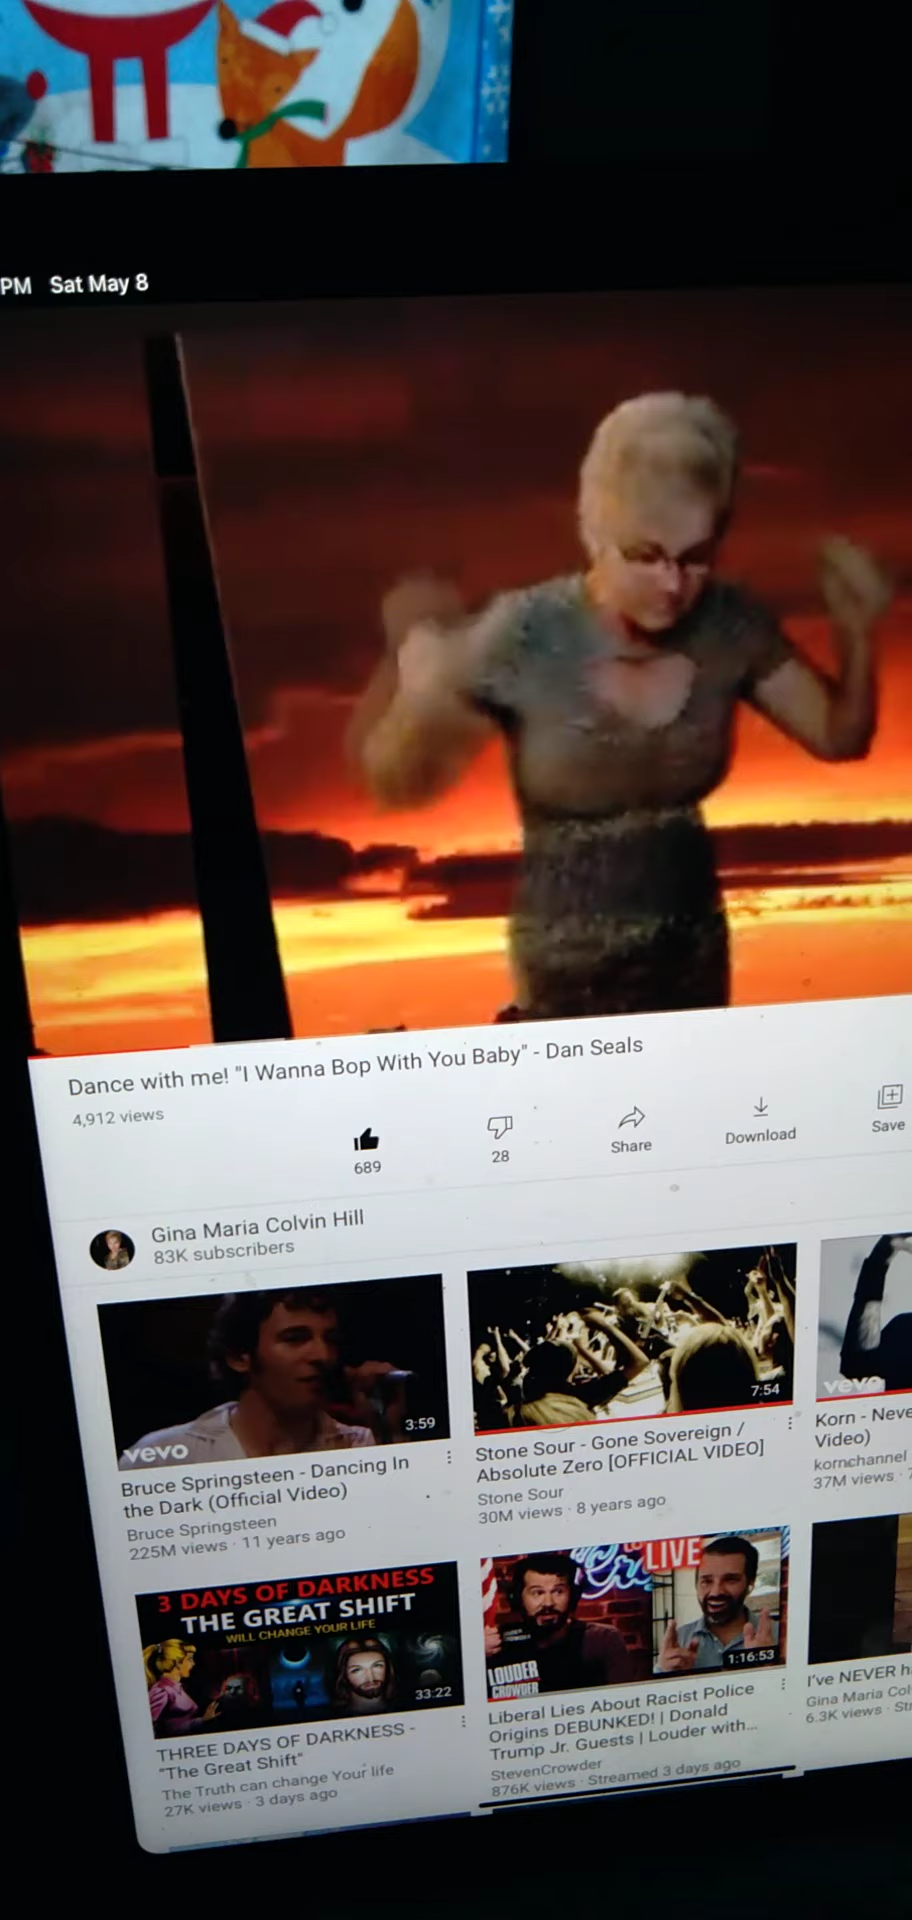 PM Sat May 8
Dance with me! "I Wanna Bop With You Baby" - Dan Seals
4,912 views
689
28
Share
Download
Save
Gina Maria Colvin Hill
83K subscribers
vevo
3:59
Bruce Springsteen - Dancing In
the Dark (Official Video)
Bruce Springsteen
225M views · 11 years ago
7:54
Stone Sour - Gone Sovereign /
Absolute Zero [OFFICIAL VIDEO]
Stone Sour
30M views · 8 years ago
vevo
Korn - Neve
Video)
kornchannel
37M views · 7
3 DAYS OF DARKNESS
THE GREAT SHIFT
WILL CHANGE YOUR LIFE
33:22
THREE DAYS OF DARKNESS -
"The Great Shift"
The Truth can change Your life
27K views · 3 days ago
LIVE
LOUDER
CROWDER
1:16:53
Liberal Lies About Racist Police
Origins DEBUNKED! | Donald
Trump Jr. Guests | Louder with...
StevenCrowder
876K views · Streamed 3 days ago
I've NEVER h
Gina Maria Col
6.3K views · Str